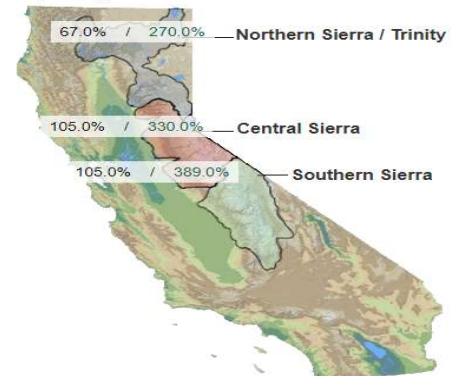 67.0% / 270.0% Northern Sierra / Trinity
105.0% / 330.0% Central Sierra
105.0% / 389.0% Southern Sierra